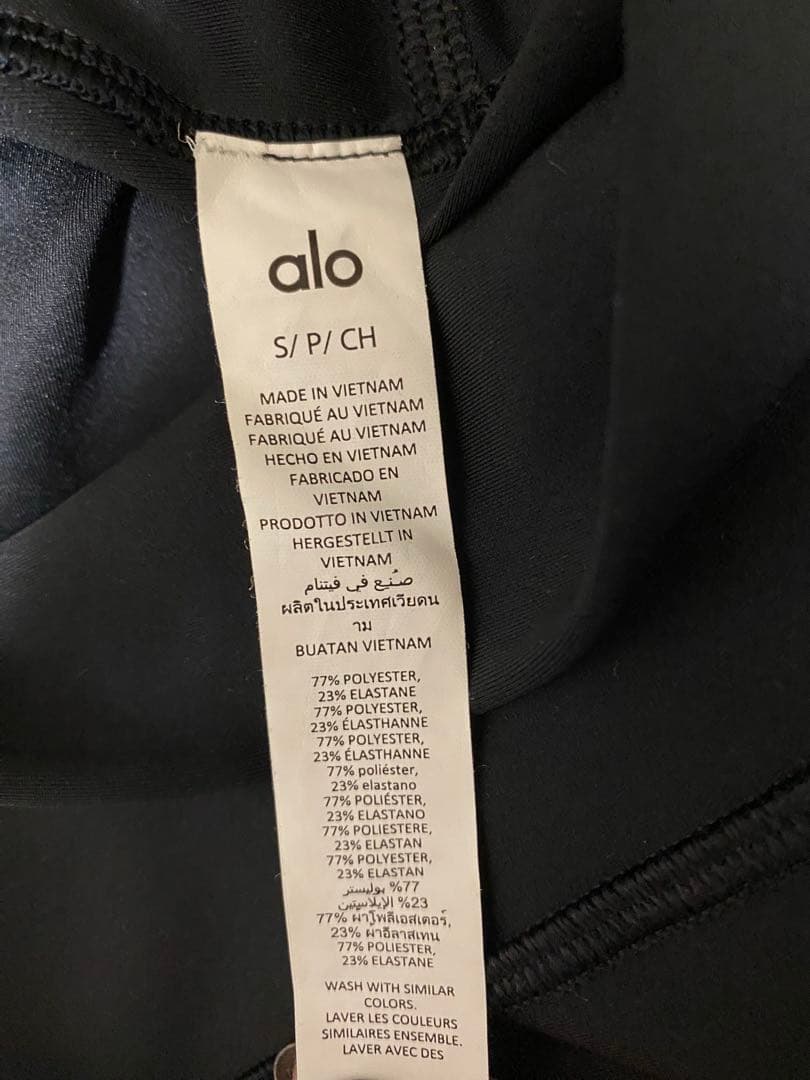 alo
S/ P/ CH
MADE IN VIETNAM
FABRIQUÉ AU VIETNAM
FABRIQUÉ AU VIETNAM
HECHO EN VIETNAM
FABRICADO EN
VIETNAM
PRODOTTO IN VIETNAM
HERGESTELLT IN
VIETNAM
صُنِع في فيتنام
ผลิตในประเทศเวียดน
าม
BUATAN VIETNAM
77% POLYESTER,
23% ELASTANE
77% POLYESTER,
23% ÉLASTHANNE
77% POLYESTER,
23% ÉLASTHANNE
77% poliéster,
23% elastano
77% POLIÉSTER,
23% ELASTANO
77% POLIESTERE,
23% ELASTAN
77% POLYESTER,
23% ELASTAN
77% بوليستر
23% الإيلاستين
77% ผ้าโพลีเอสเตอร์,
23% ผ้าอีลาสเทน
77% POLIESTER,
23% ELASTANE
WASH WITH SIMILAR
COLORS.
LAVER LES COULEURS
SIMILAIRES ENSEMBLE.
LAVER AVEC DES